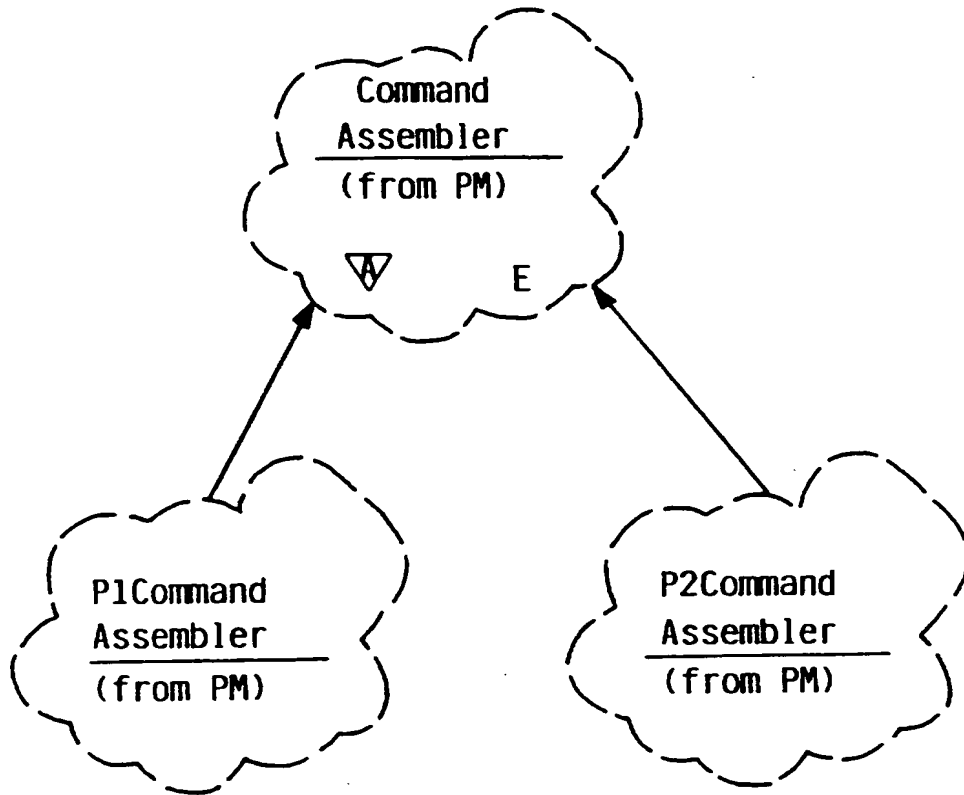 Command
Assembler
(from PM)
A
E
P1Command
Assembler
(from PM)
P2Command
Assembler
(from PM)